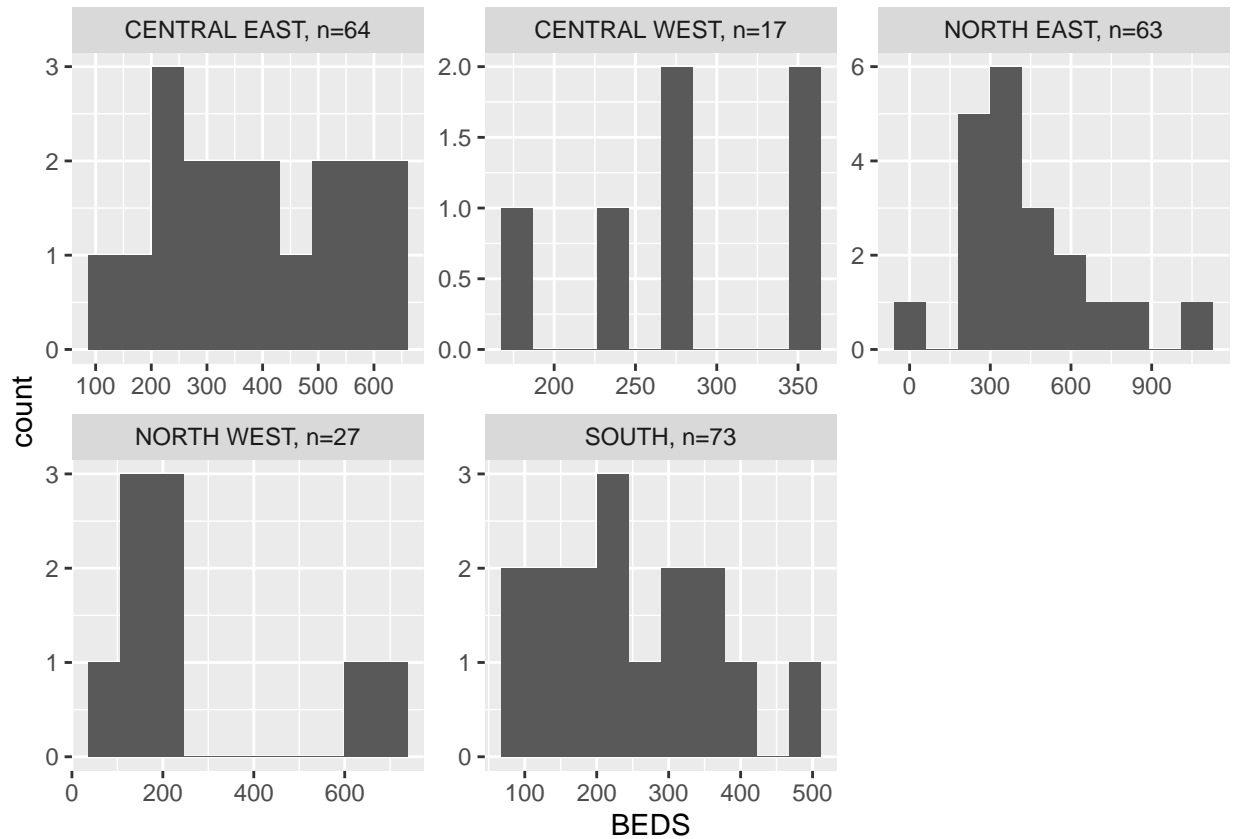 CENTRAL EAST, n=64
CENTRAL WEST, n=17
NORTH EAST, n=63
3
2
1
0
2.0
1.5
1.0
0.5
0.0
6
4
2
0
100 200 300 400 500 600
200 250 300 350
0 300 600 900
count
NORTH WEST, n=27
SOUTH, n=73
3
2
1
0
3
2
1
0
0 200 400 600
100 200 300 400 500
BEDS